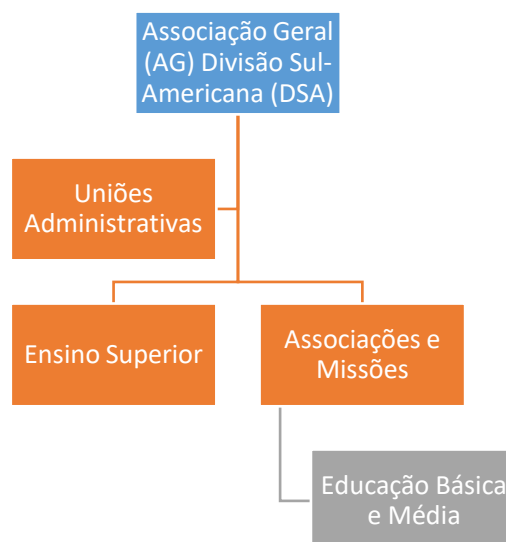 Associação Geral
(AG) Divisão Sul-
Americana (DSA)
Uniões
Administrativas
Ensino Superior
Associações e
Missões
Educação Básica
e Média